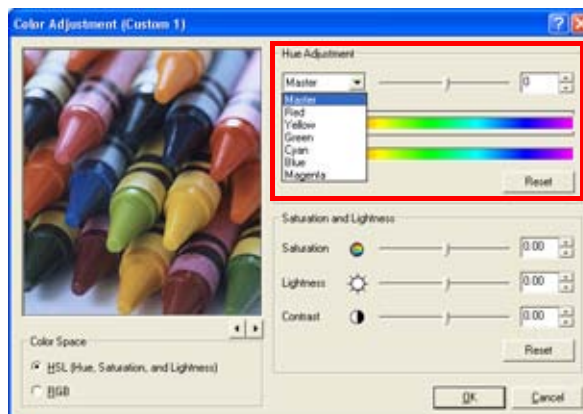 Color Adjustment (Custom 1)
Hue Adjustment
Master
0
Master
Red
Yellow
Green
Cyan
Blue
Magenta
Reset
Saturation and Lightness
Saturation
0.00
Lightness
0.00
Contrast
0.00
Reset
Color Space
HSL (Hue, Saturation, and Lightness)
RGB
OK
Cancel